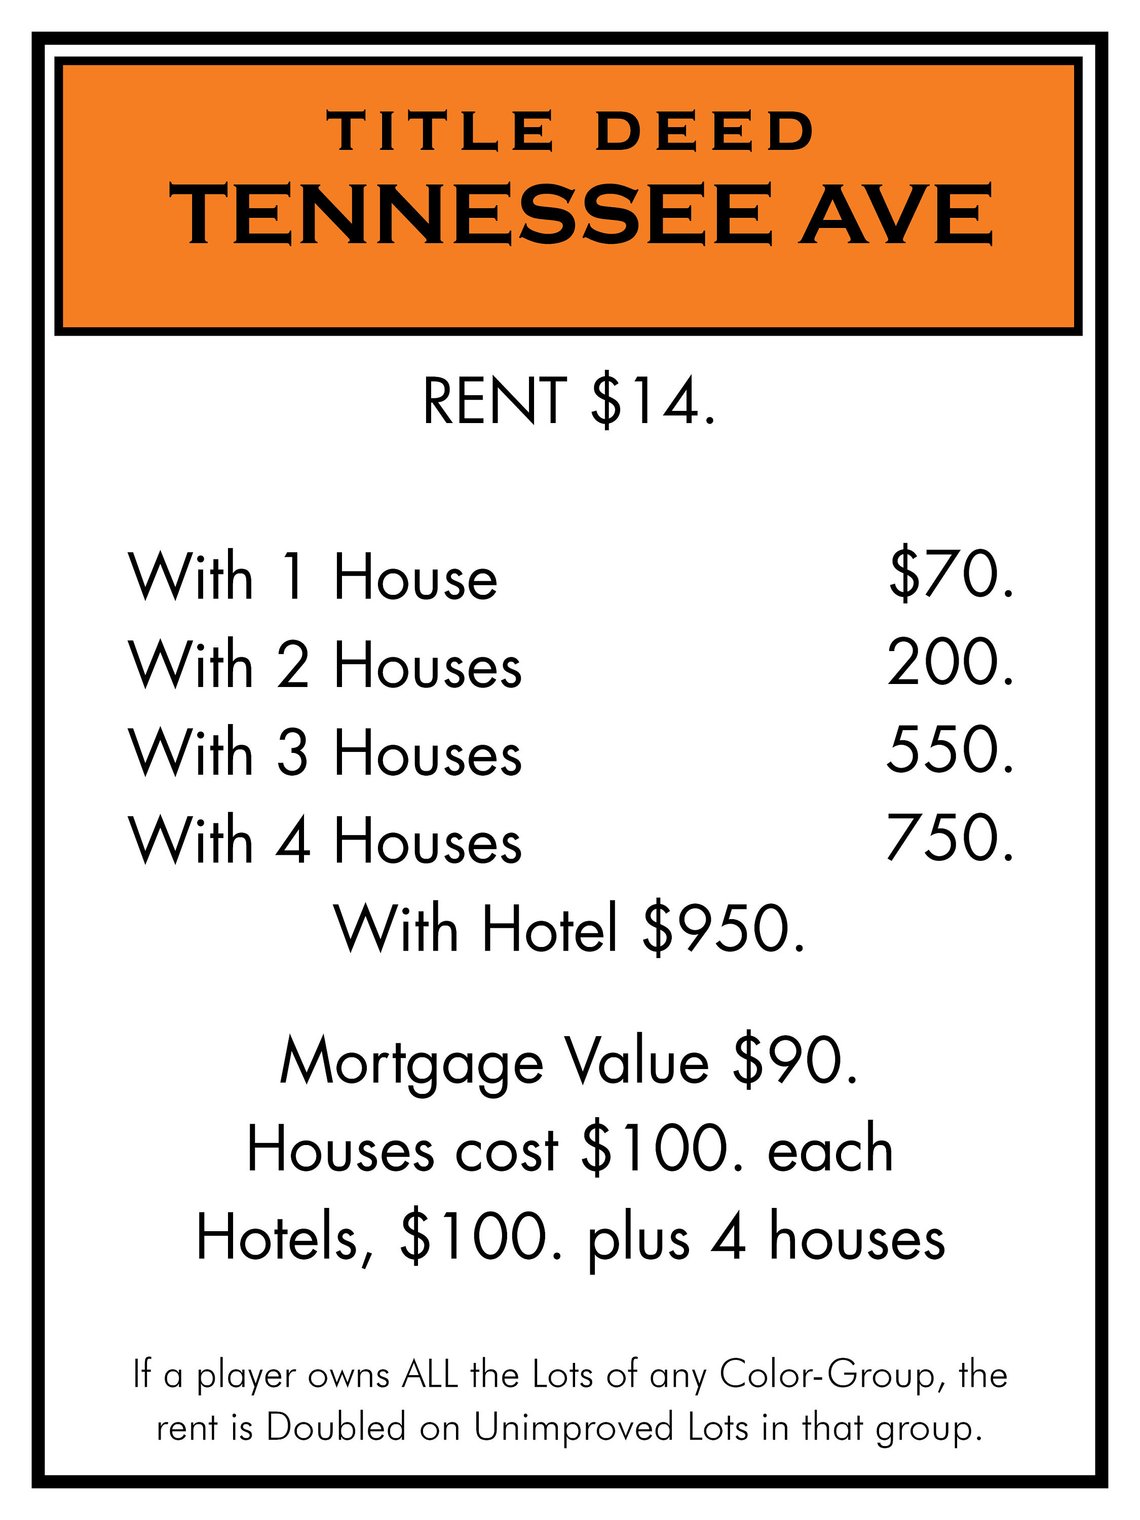 TITLE DEED
TENNESSEE AVE
RENT $14.
With 1 House $70.
With 2 Houses 200.
With 3 Houses 550.
With 4 Houses 750.
With Hotel $950.
Mortgage Value $90.
Houses cost $100. each
Hotels, $100. plus 4 houses
If a player owns ALL the Lots of any Color-Group, the
rent is Doubled on Unimproved Lots in that group.